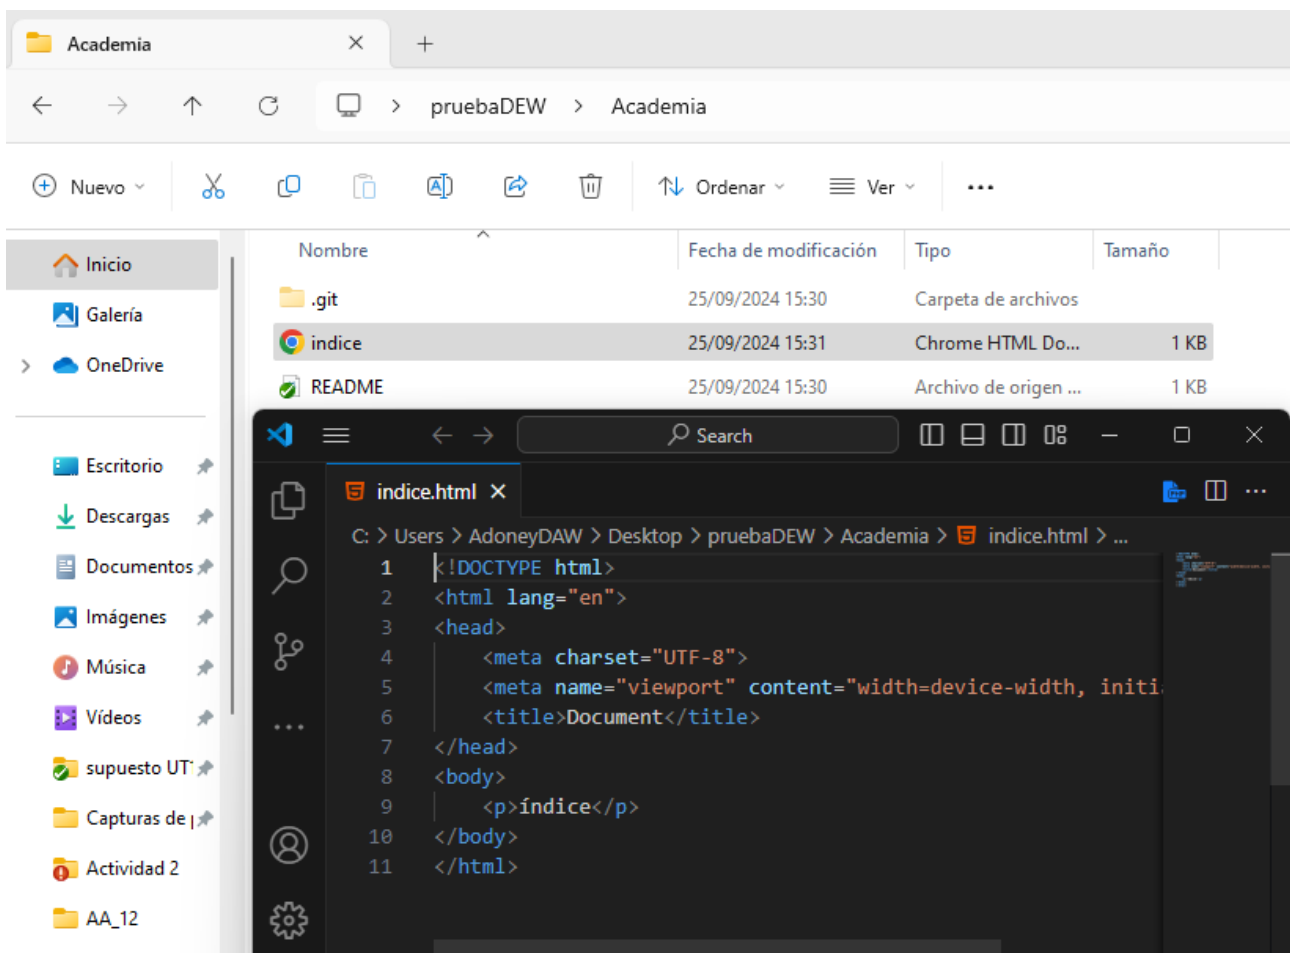 Academia
pruebaDEW > Academia
Nuevo
Ordenar
Ver
Nombre Fecha de modificación Tipo Tamaño
.git 25/09/2024 15:30 Carpeta de archivos
indice 25/09/2024 15:31 Chrome HTML Do... 1 KB
README 25/09/2024 15:30 Archivo de origen ... 1 KB
Inicio
Galería
OneDrive
Escritorio
Descargas
Documentos
Imágenes
Música
Vídeos
supuesto UT
Capturas de
Actividad 2
AA_12
Search
indice.html
C: > Users > AdoneyDAW > Desktop > pruebaDEW > Academia > indice.html > ...
1 <!DOCTYPE html>
2 <html lang="en">
3 <head>
4 <meta charset="UTF-8">
5 <meta name="viewport" content="width=device-width, initi
6 <title>Document</title>
7 </head>
8 <body>
9 <p>índice</p>
10 </body>
11 </html>